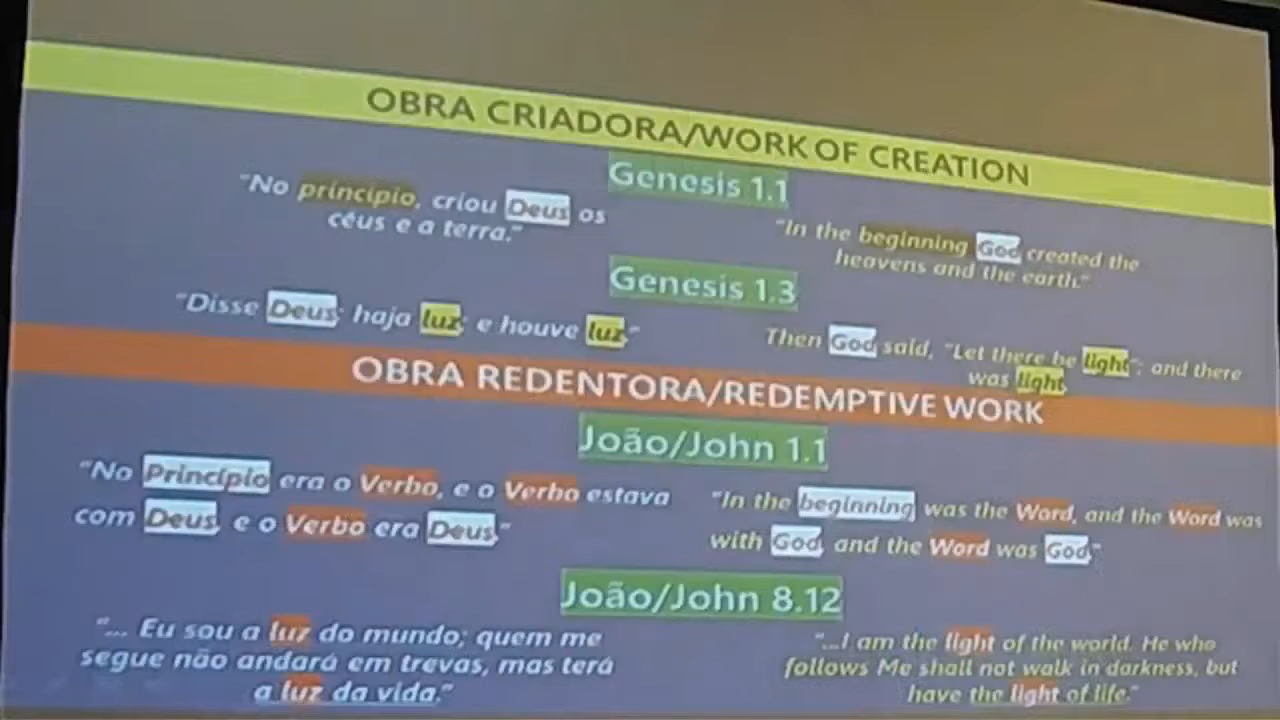 OBRA CRIADORA/WORK OF CREATION
Genesis 1.1
"No princípio, criou Deus os
céus e a terra."
"In the beginning God created the
heavens and the earth."
Genesis 1.3
"Disse Deus: haja luz; e houve luz."
Then God said, "Let there be light"; and there
was light.
OBRA REDENTORA/REDEMPTIVE WORK
João/John 1.1
"No Princípio era o Verbo, e o Verbo estava
com Deus, e o Verbo era Deus."
"In the beginning was the Word, and the Word was
with God, and the Word was God."
João/John 8.12
"... Eu sou a luz do mundo; quem me
segue não andará em trevas, mas terá
a luz da vida."
"...I am the light of the world. He who
follows Me shall not walk in darkness, but
have the light of life."